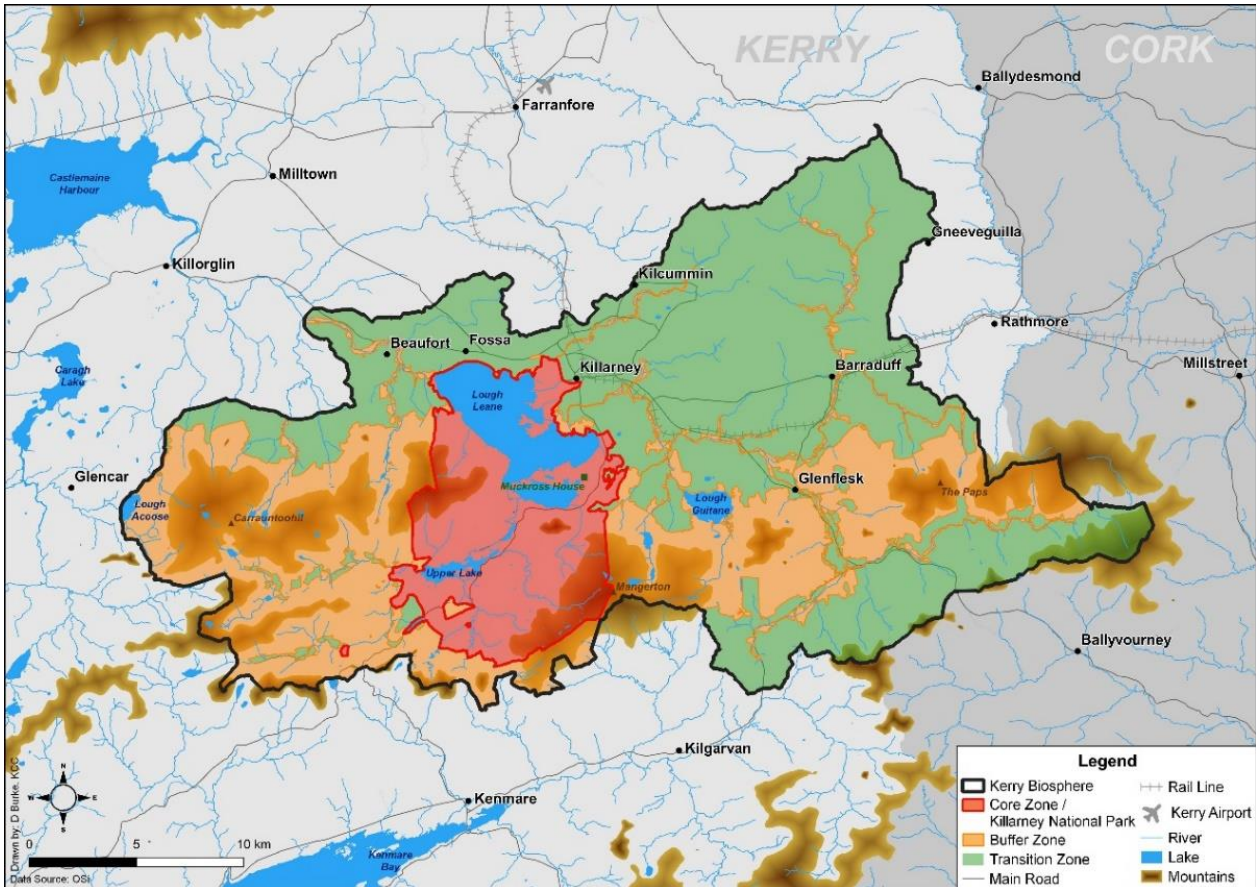 KERRY
CORK
Ballydesmond
Farranfore
Castlemaine
Harbour
Milltown
Gneeveguilla
Killorglin
Kilcummin
Rathmore
Beaufort
Fossa
Killarney
Barraduff
Millstreet
Caragh
Lake
Lough
Leane
Glencar
Muckross House
Glenflesk
The Paps
Lough
Acoose
Lough
Guitane
Carrauntoohil
Upper Lake
Mangerton
Ballyvourney
Kilgarvan
Kenmare
Kenmare
Bay
N
W
E
S
0
5
10 km
Drawn by: D Burke, KCC
Data Source: OSi
Legend
Kerry Biosphere
Core Zone /
Killarney National Park
Buffer Zone
Transition Zone
Main Road
Rail Line
Kerry Airport
River
Lake
Mountains